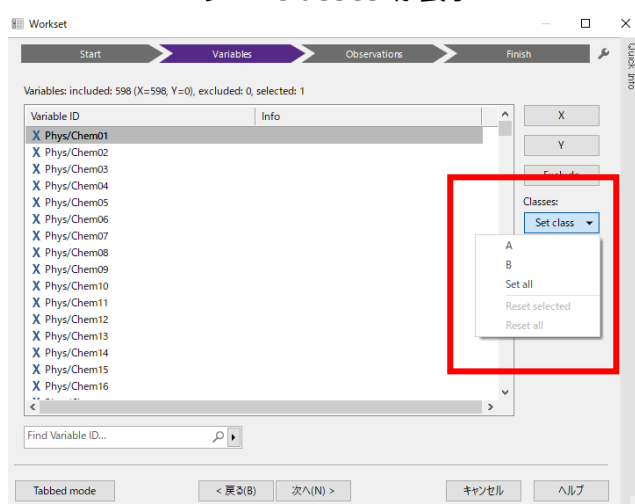 Workset
Start
Variables
Observations
Finish
Quick Info
Variables: included: 598 (X=598, Y=0), excluded: 0, selected: 1
Variable ID
Info
X Phys/Chem01
X Phys/Chem02
X Phys/Chem03
X Phys/Chem04
X Phys/Chem05
X Phys/Chem06
X Phys/Chem07
X Phys/Chem08
X Phys/Chem09
X Phys/Chem10
X Phys/Chem11
X Phys/Chem12
X Phys/Chem13
X Phys/Chem14
X Phys/Chem15
X Phys/Chem16
X
Y
Exclude
Classes:
Set class
A
B
Set all
Reset selected
Reset all
Find Variable ID...
Tabbed mode
< 戻る(B)
次へ(N) >
キャンセル
ヘルプ